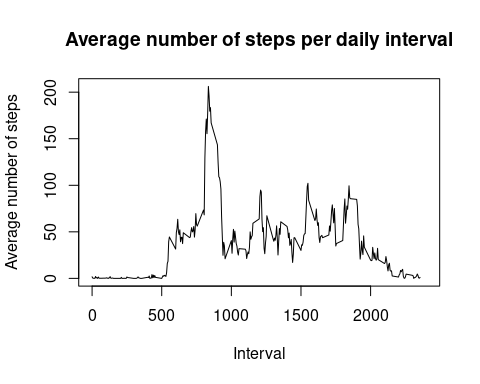 Average number of steps per daily interval
Average number of steps
200
150
100
50
0
0 500 1000 1500 2000
Interval